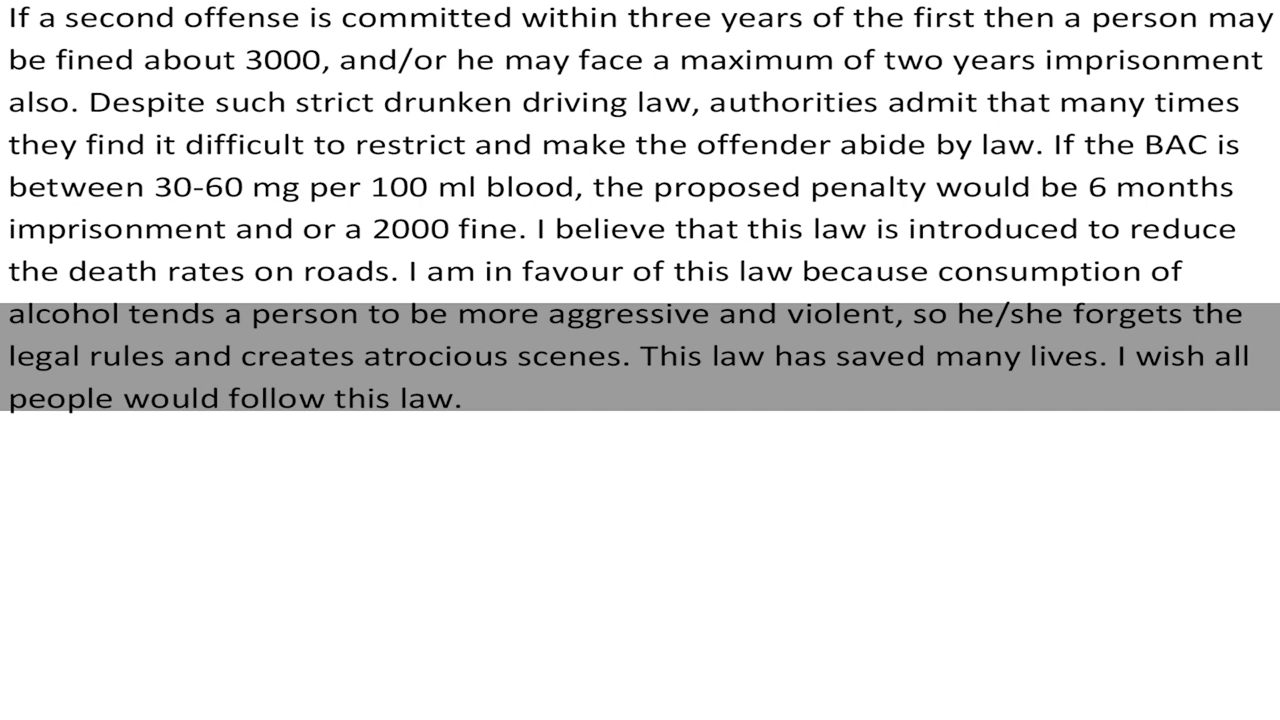 If a second offense is committed within three years of the first then a person may
be fined about 3000, and/or he may face a maximum of two years imprisonment
also. Despite such strict drunken driving law, authorities admit that many times
they find it difficult to restrict and make the offender abide by law. If the BAC is
between 30-60 mg per 100 ml blood, the proposed penalty would be 6 months
imprisonment and or a 2000 fine. I believe that this law is introduced to reduce
the death rates on roads. I am in favour of this law because consumption of
alcohol tends a person to be more aggressive and violent, so he/she forgets the
legal rules and creates atrocious scenes. This law has saved many lives. I wish all
people would follow this law.